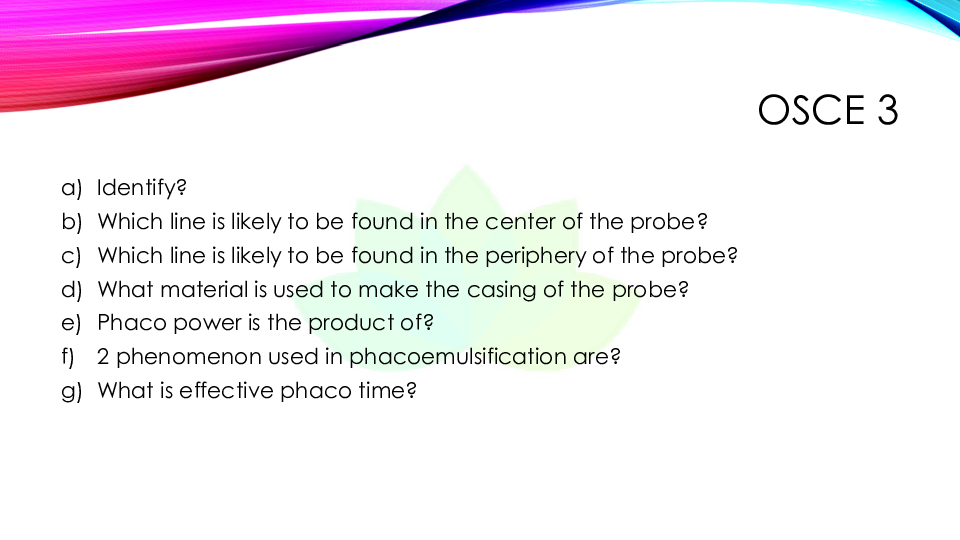 OSCE 3
a) Identify?
b) Which line is likely to be found in the center of the probe?
c) Which line is likely to be found in the periphery of the probe?
d) What material is used to make the casing of the probe?
e) Phaco power is the product of?
f) 2 phenomenon used in phacoemulsification are?
g) What is effective phaco time?